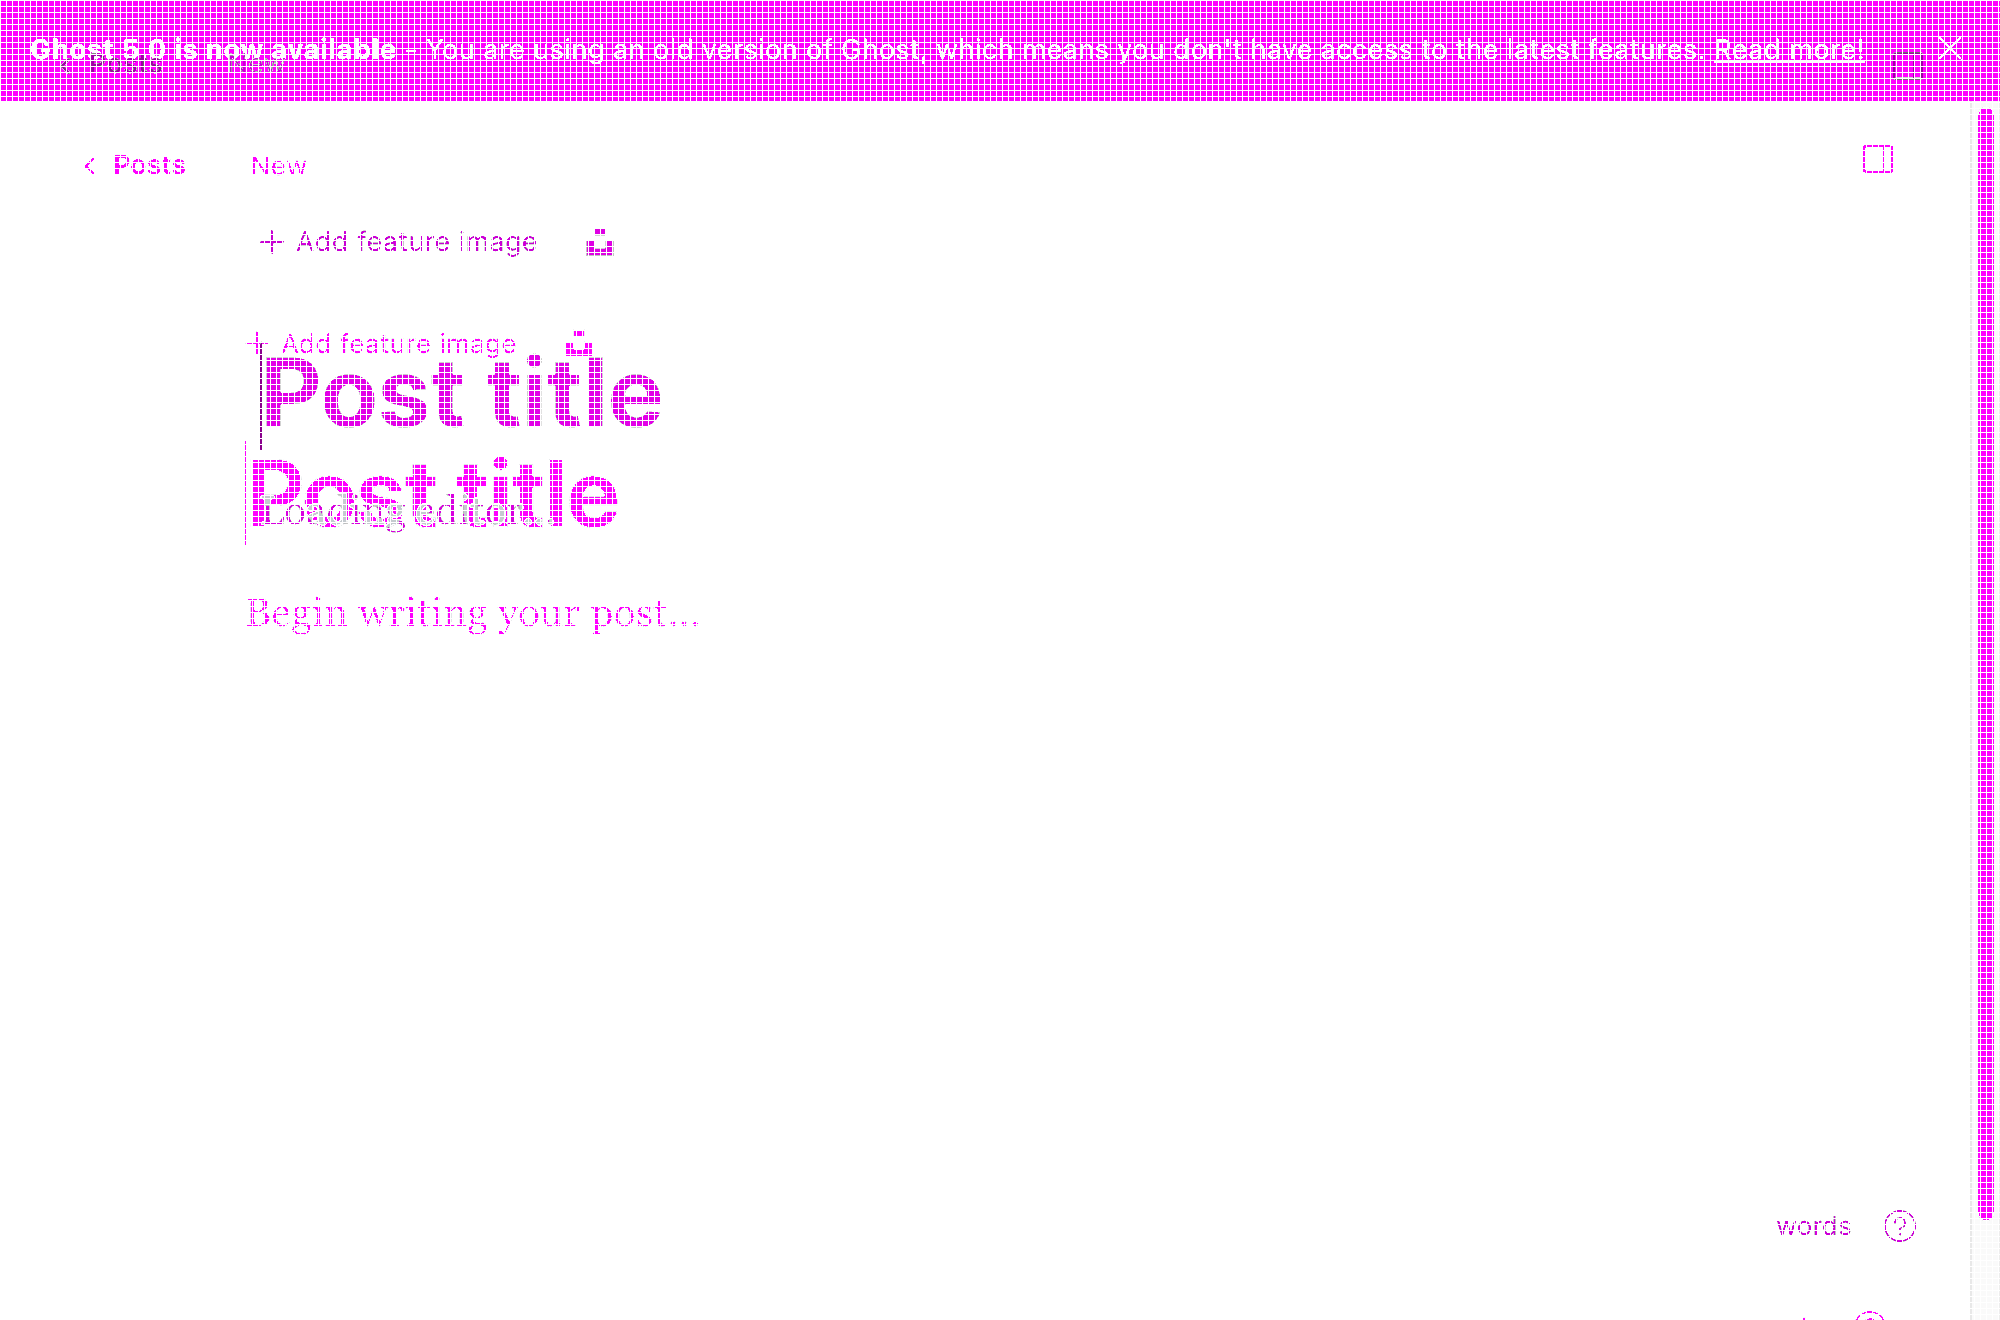 Ghost 5.0 is now available - You are using an old version of Ghost, which means you don't have access to the latest features. Read more!
Posts New
Add feature image
Add feature image
Post title
Post title
Loading editor...
Begin writing your post...
words ?